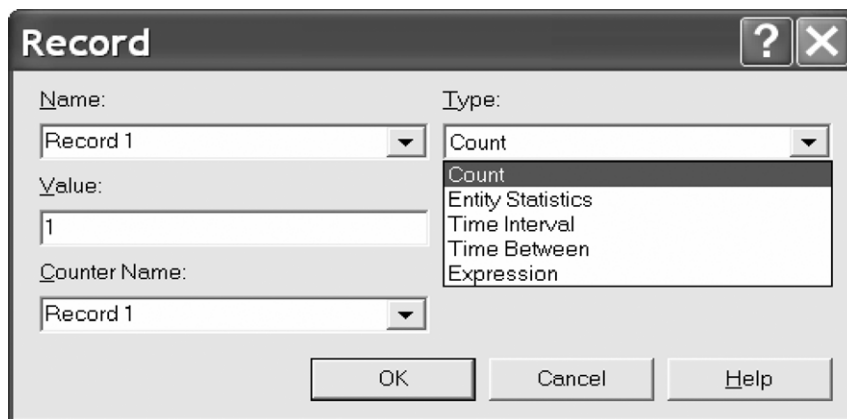 Record
Name:
Record 1
Value:
1
Counter Name:
Record 1
Type:
Count
Count
Entity Statistics
Time Interval
Time Between
Expression
OK
Cancel
Help